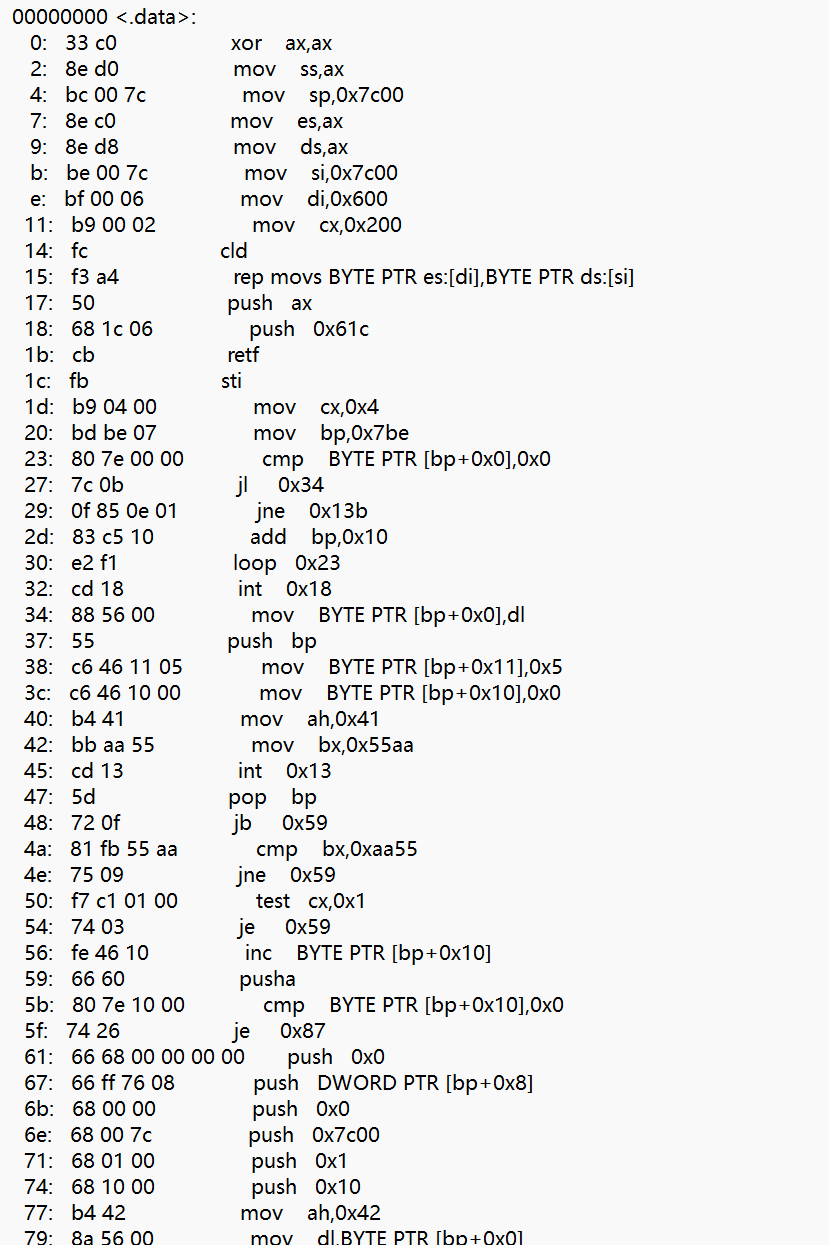 00000000 <.data>:
0: 33 c0 xor ax,ax
2: 8e d0 mov ss,ax
4: bc 00 7c mov sp,0x7c00
7: 8e c0 mov es,ax
9: 8e d8 mov ds,ax
b: be 00 7c mov si,0x7c00
e: bf 00 06 mov di,0x600
11: b9 00 02 mov cx,0x200
14: fc cld
15: f3 a4 rep movs BYTE PTR es:[di],BYTE PTR ds:[si]
17: 50 push ax
18: 68 1c 06 push 0x61c
1b: cb retf
1c: fb sti
1d: b9 04 00 mov cx,0x4
20: bd be 07 mov bp,0x7be
23: 80 7e 00 00 cmp BYTE PTR [bp+0x0],0x0
27: 7c 0b jl 0x34
29: 0f 85 0e 01 jne 0x13b
2d: 83 c5 10 add bp,0x10
30: e2 f1 loop 0x23
32: cd 18 int 0x18
34: 88 56 00 mov BYTE PTR [bp+0x0],dl
37: 55 push bp
38: c6 46 11 05 mov BYTE PTR [bp+0x11],0x5
3c: c6 46 10 00 mov BYTE PTR [bp+0x10],0x0
40: b4 41 mov ah,0x41
42: bb aa 55 mov bx,0x55aa
45: cd 13 int 0x13
47: 5d pop bp
48: 72 0f jb 0x59
4a: 81 fb 55 aa cmp bx,0xaa55
4e: 75 09 jne 0x59
50: f7 c1 01 00 test cx,0x1
54: 74 03 je 0x59
56: fe 46 10 inc BYTE PTR [bp+0x10]
59: 66 60 pusha
5b: 80 7e 10 00 cmp BYTE PTR [bp+0x10],0x0
5f: 74 26 je 0x87
61: 66 68 00 00 00 00 push 0x0
67: 66 ff 76 08 push DWORD PTR [bp+0x8]
6b: 68 00 00 push 0x0
6e: 68 00 7c push 0x7c00
71: 68 01 00 push 0x1
74: 68 10 00 push 0x10
77: b4 42 mov ah,0x42
79: 8a 56 00 mov dl,BYTE PTR [bp+0x0]